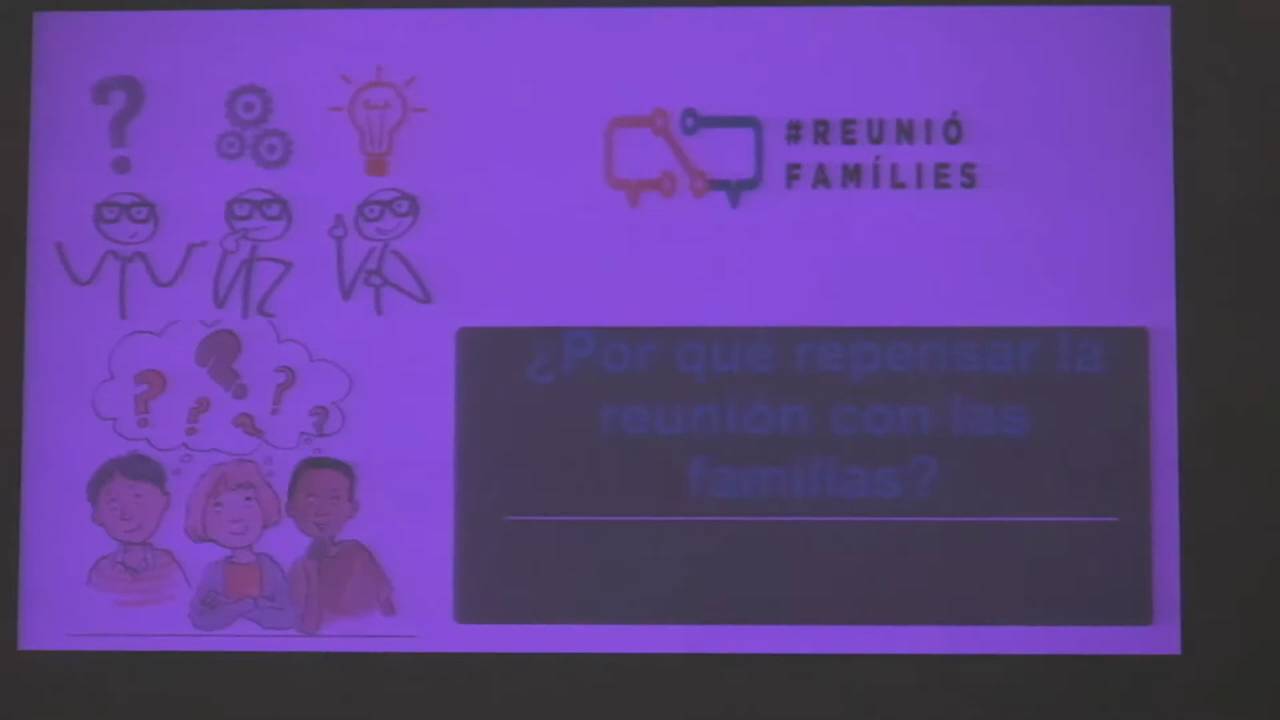 #REUNIÓ
FAMÍLIES
¿Por qué repensar la
reunión con las
familias?